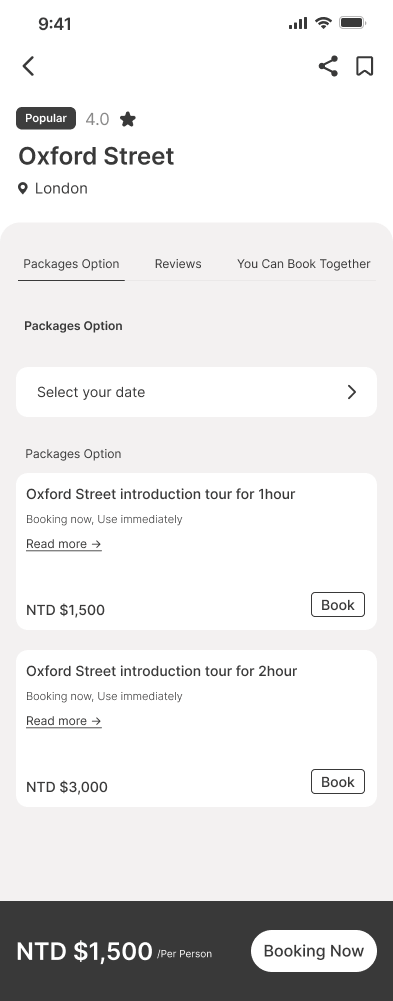 9:41
Popular 4.0
Oxford Street
London
Packages Option Reviews You Can Book Together
Packages Option
Select your date
Packages Option
Oxford Street introduction tour for 1hour
Booking now, Use immediately
Read more →
NTD $1,500 Book
Oxford Street introduction tour for 2hour
Booking now, Use immediately
Read more →
NTD $3,000 Book
NTD $1,500 /Per Person Booking Now